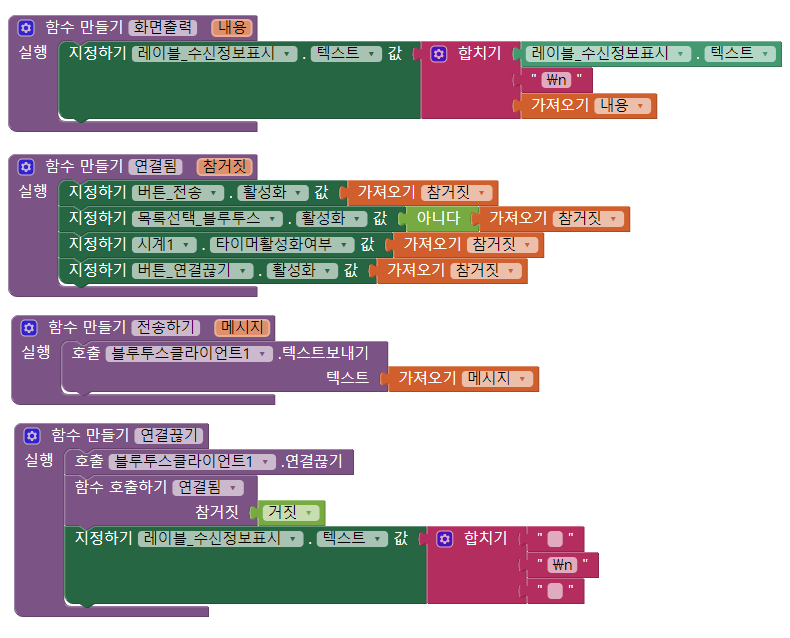 함수 만들기 화면출력 내용
실행 지정하기 레이블_수신정보표시 . 텍스트 값 합치기 레이블_수신정보표시 . 텍스트
" ₩n "
가져오기 내용
함수 만들기 연결됨 참거짓
실행 지정하기 버튼_전송 . 활성화 값 가져오기 참거짓
지정하기 목록선택_블루투스 . 활성화 값 아니다 가져오기 참거짓
지정하기 시계1 . 타이머활성화여부 값 가져오기 참거짓
지정하기 버튼_연결끊기 . 활성화 값 가져오기 참거짓
함수 만들기 전송하기 메시지
실행 호출 블루투스클라이언트1 .텍스트보내기
텍스트 가져오기 메시지
함수 만들기 연결끊기
실행 호출 블루투스클라이언트1 .연결끊기
함수 호출하기 연결됨
참거짓 거짓
지정하기 레이블_수신정보표시 . 텍스트 값 합치기 " "
" ₩n "
" "